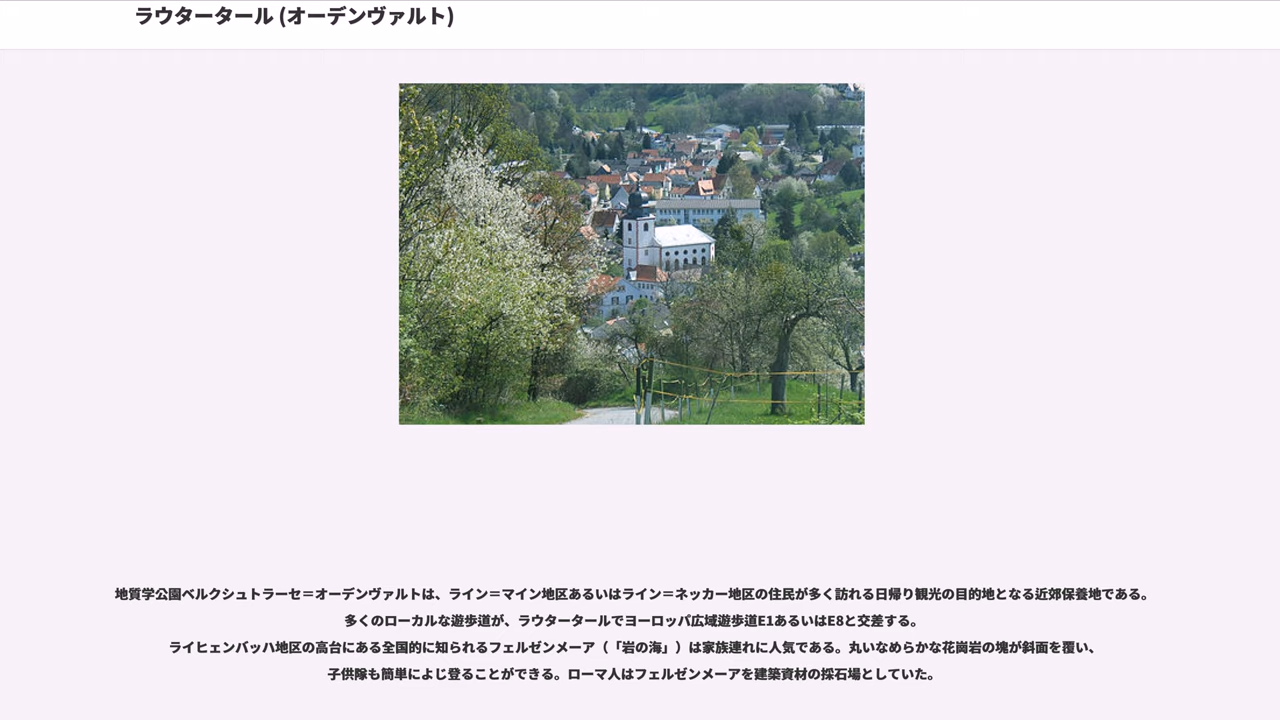 ラウタータール (オーデンヴァルト)
地質学公園ベルクシュトラーセ＝オーデンヴァルトは、ライン＝マイン地区あるいはライン＝ネッカー地区の住民が多く訪れる日帰り観光の目的地となる近郊保養地である。
多くのローカルな遊歩道が、ラウタータールでヨーロッパ広域遊歩道E1あるいはE8と交差する。
ライヒェンバッハ地区の高台にある全国的に知られるフェルゼンメーア（「岩の海」）は家族連れに人気である。丸いなめらかな花崗岩の塊が斜面を覆い、
子供隊も簡単によじ登ることができる。ローマ人はフェルゼンメーアを建築資材の採石場としていた。